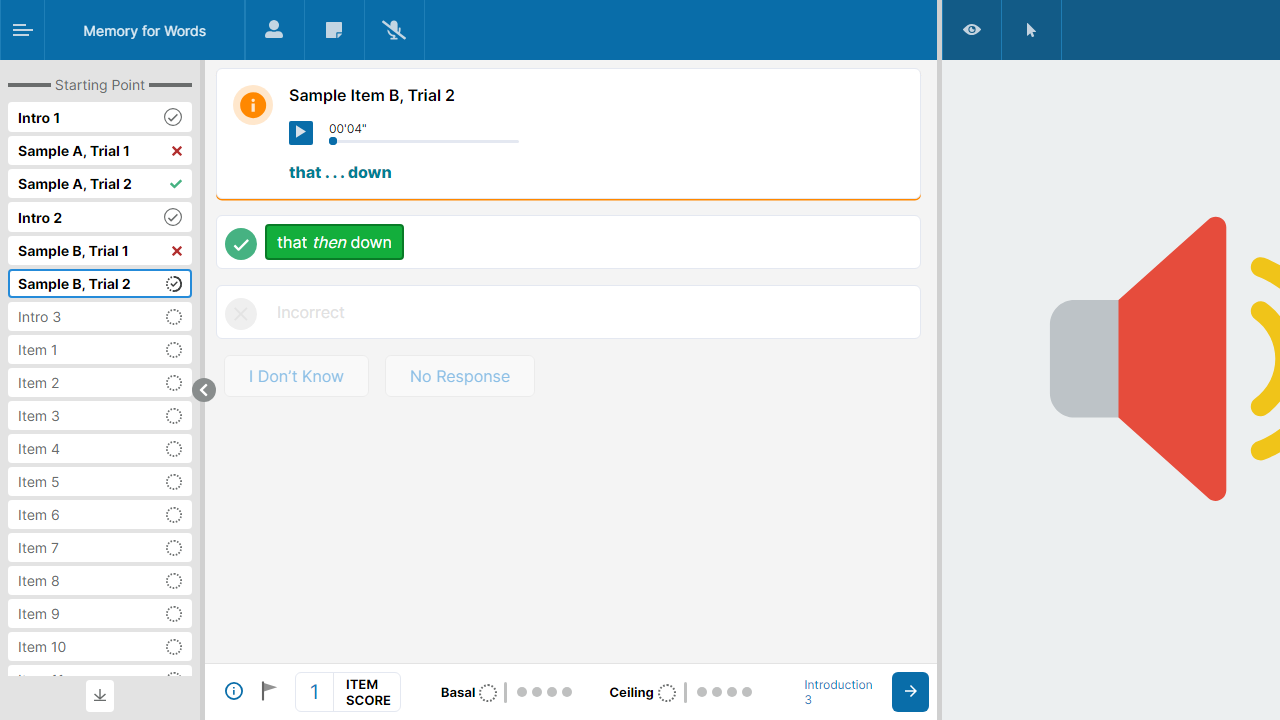 Memory for Words
Starting Point
Intro 1
Sample A, Trial 1
Sample A, Trial 2
Intro 2
Sample B, Trial 1
Sample B, Trial 2
Intro 3
Item 1
Item 2
Item 3
Item 4
Item 5
Item 6
Item 7
Item 8
Item 9
Item 10
Sample Item B, Trial 2
00'04"
that . . . down
that then down
Incorrect
I Don't Know
No Response
1
ITEM
SCORE
Basal
Ceiling
Introduction
3